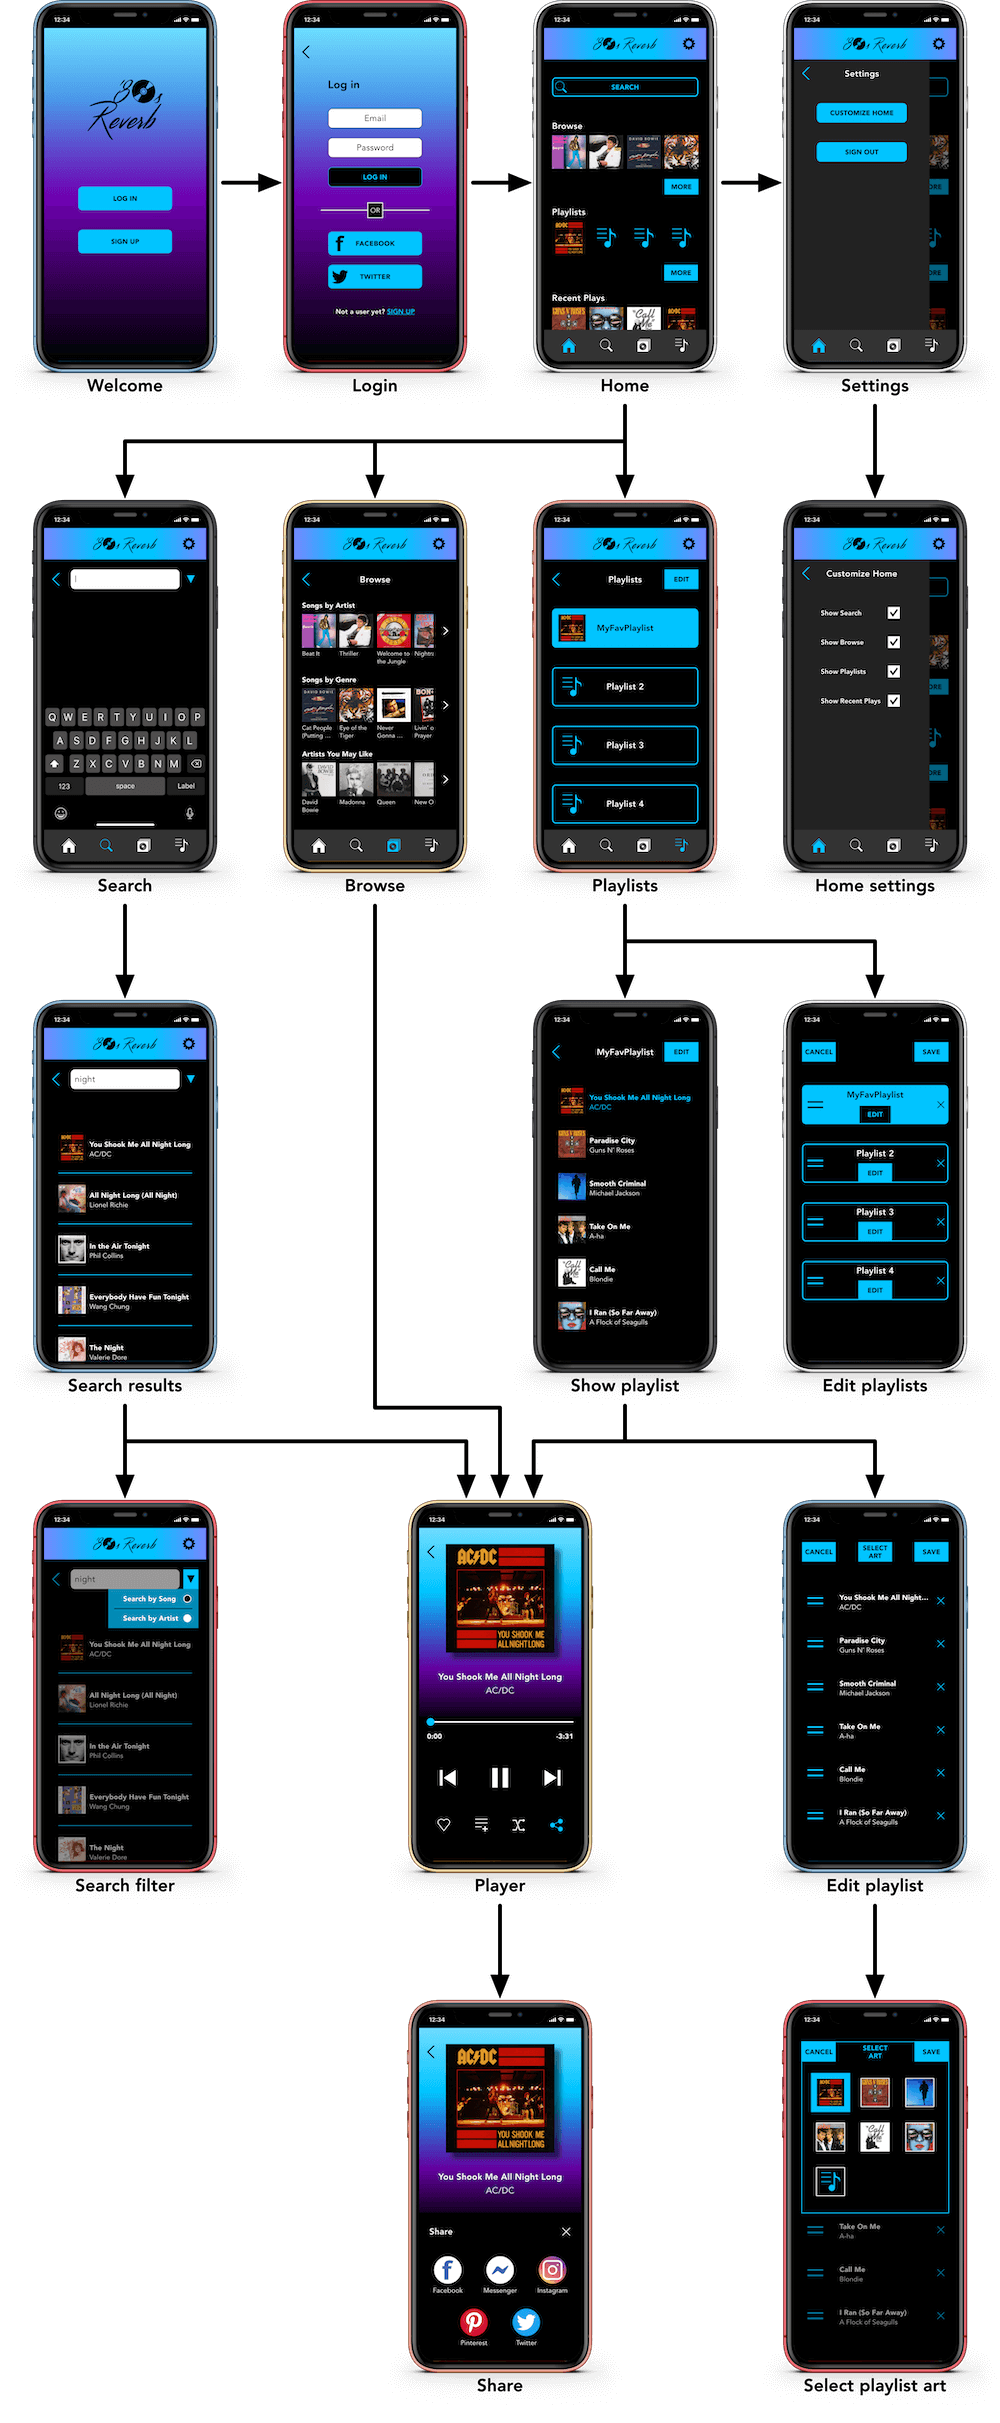 12:34
'80s
Reverb
LOG IN
SIGN UP
Welcome
12:34
Log in
Email
Password
LOG IN
OR
FACEBOOK
TWITTER
Not a user yet? SIGN UP
Login
12:34
'80s Reverb
SEARCH
Browse
MORE
Playlists
MORE
Recent Plays
"Call Me"
Home
12:34
'80s Reverb
Settings
CUSTOMIZE HOME
SIGN OUT
ORE
ORE
Settings
12:34
'80s Reverb
Q W E R T Y U I O P
A S D F G H J K L
Z X C V B N M
123 space Label
Search
12:34
'80s Reverb
Browse
Songs by Artist
Beat It Thriller Welcome to the Jungle Nightr
Songs by Genre
Cat People (Putting ... Eye of the Tiger Never Gonna ... Livin' o Prayer
Artists You May Like
David Bowie Madonna Queen New O
Browse
12:34
'80s Reverb
Playlists EDIT
MyFavPlaylist
Playlist 2
Playlist 3
Playlist 4
Playlists
12:34
'80s Reverb
Customize Home
Show Search
Show Browse
Show Playlists
Show Recent Plays
ORE
ORE
Home settings
12:34
'80s Reverb
night
You Shook Me All Night Long
AC/DC
All Night Long (All Night)
Lionel Richie
In the Air Tonight
Phil Collins
Everybody Have Fun Tonight
Wang Chung
The Night
Valerie Dore
Search results
12:34
MyFavPlaylist EDIT
You Shook Me All Night Long
AC/DC
Paradise City
Guns N' Roses
Smooth Criminal
Michael Jackson
Take On Me
A-ha
Call Me
Blondie
I Ran (So Far Away)
A Flock of Seagulls
Show playlist
12:34
CANCEL SAVE
MyFavPlaylist
EDIT
Playlist 2
EDIT
Playlist 3
EDIT
Playlist 4
EDIT
Edit playlists
12:34
'80s Reverb
night
Search by Song
Search by Artist
You Shook Me All Night Long
AC/DC
All Night Long (All Night)
Lionel Richie
In the Air Tonight
Phil Collins
Everybody Have Fun Tonight
Wang Chung
The Night
Valerie Dore
Search filter
12:34
AC/DC
YOU SHOOK ME
ALL NIGHT LONG
You Shook Me All Night Long
AC/DC
0:00 -3:31
Player
12:34
CANCEL SELECT ART SAVE
You Shook Me All Night...
AC/DC
Paradise City
Guns N' Roses
Smooth Criminal
Michael Jackson
Take On Me
A-ha
Call Me
Blondie
I Ran (So Far Away)
A Flock of Seagulls
Edit playlist
12:34
AC/DC
YOU SHOOK ME
ALL NIGHT LONG
You Shook Me All Night Long
AC/DC
Share
Facebook Messenger Instagram
Pinterest Twitter
Share
12:34
CANCEL SELECT ART SAVE
Take On Me
A-ha
Call Me
Blondie
I Ran (So Far Away)
A Flock of Seagulls
Select playlist art